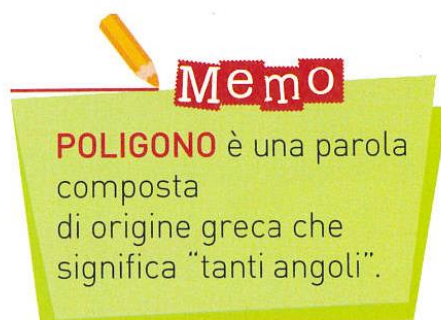 Memo
POLIGONO è una parola
composta
di origine greca che
significa "tanti angoli".